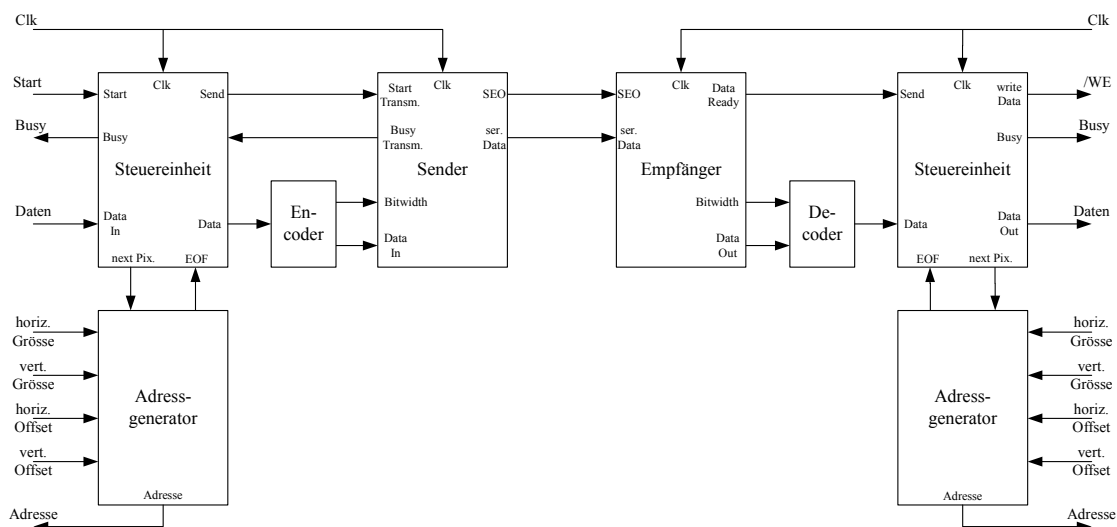 Clk
Clk
Start
Start
Clk
Send
Start
Transm.
Clk
SEO
SEO
Clk
Data
Ready
Send
Clk
write
Data
/WE
Busy
Busy
Busy
Transm.
ser.
Data
ser.
Data
Busy
Busy
Steuereinheit
Sender
Empfänger
Steuereinheit
Daten
Data
In
Data
En-
coder
Bitwidth
Data
In
Bitwidth
Data
Out
De-
coder
Data
Data
Out
Daten
next Pix.
EOF
EOF
next Pix.
horiz.
Grösse
vert.
Grösse
horiz.
Offset
vert.
Offset
Adress-
generator
Adresse
Adresse
Adress-
generator
Adresse
horiz.
Grösse
vert.
Grösse
horiz.
Offset
vert.
Offset
Adresse